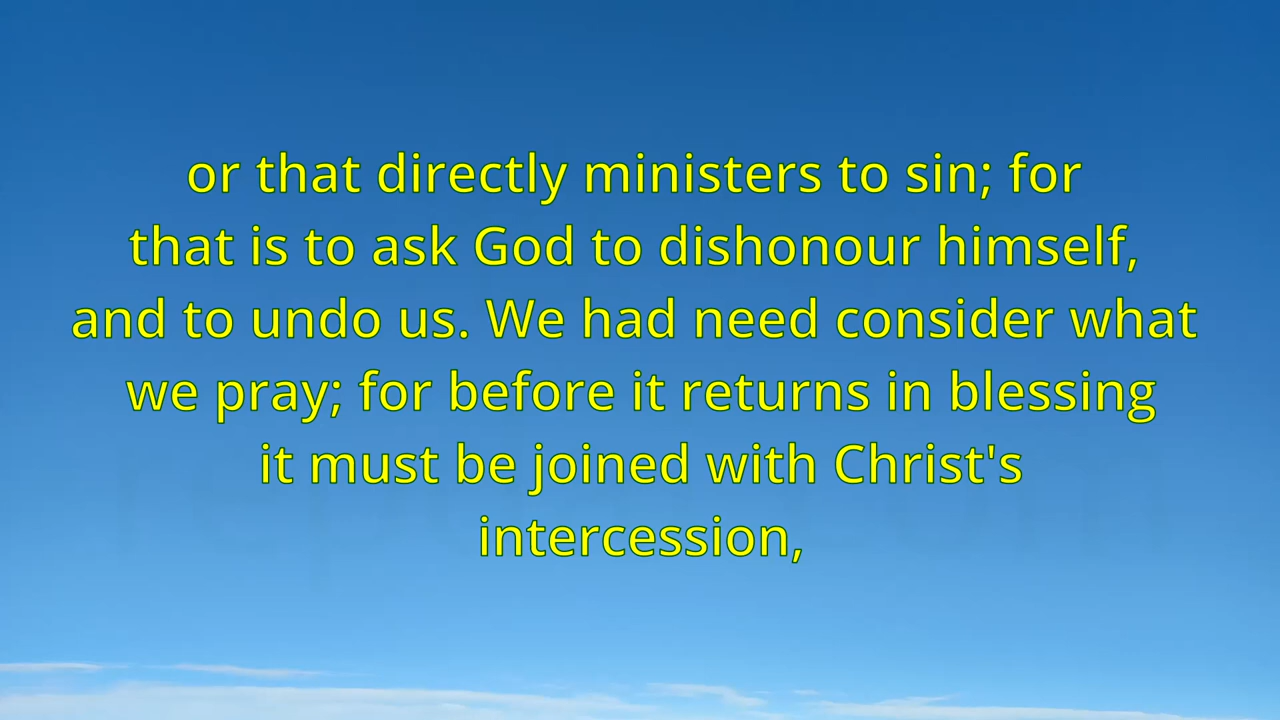 or that directly ministers to sin; for
that is to ask God to dishonour himself,
and to undo us. We had need consider what
we pray; for before it returns in blessing
it must be joined with Christ's
intercession,